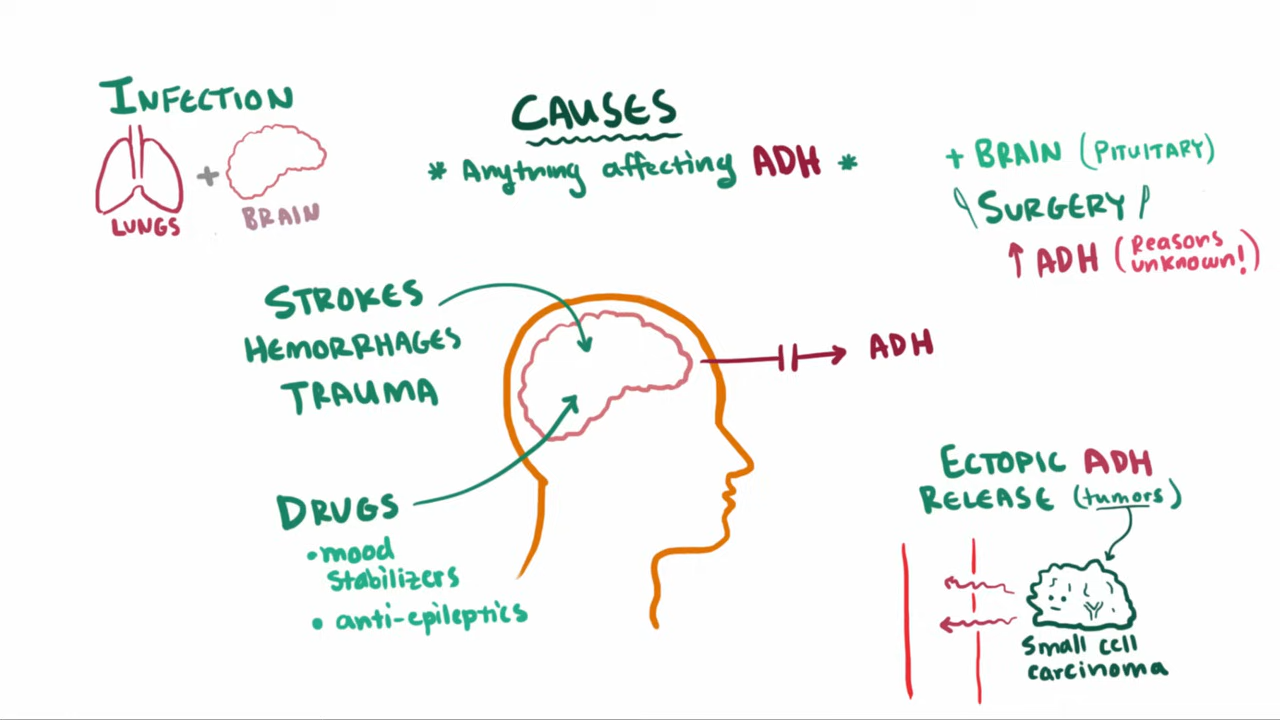 INFECTION
LUNGS
+
BRAIN
CAUSES
* Anything affecting ADH *
+ BRAIN (PITUITARY)
SURGERY
↑ ADH (Reasons
unknown!)
STROKES
HEMORRHAGES
TRAUMA
ADH
DRUGS
• mood
stabilizers
• anti-epileptics
ECTOPIC ADH
RELEASE (tumors)
small cell
carcinoma